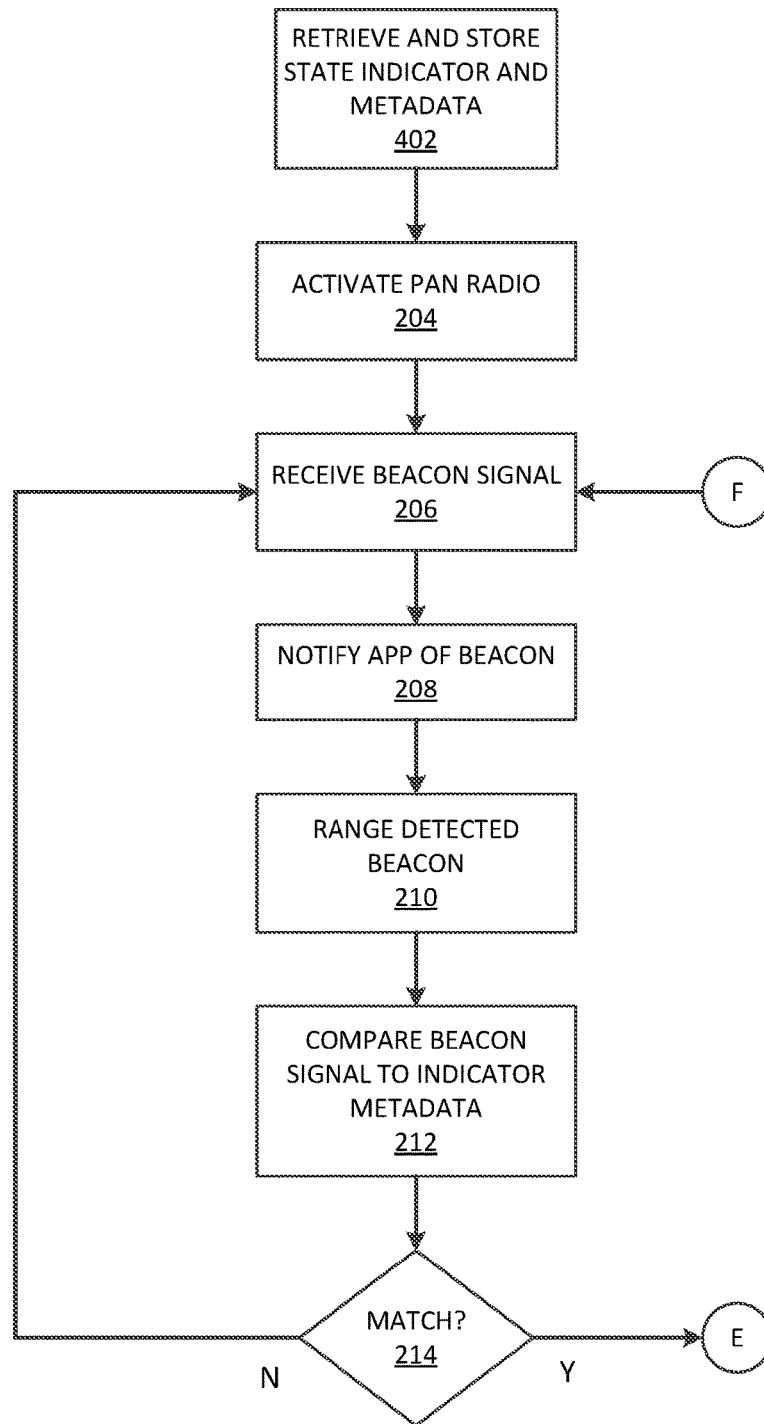 RETRIEVE AND STORE
STATE INDICATOR AND
METADATA
402
ACTIVATE PAN RADIO
204
RECEIVE BEACON SIGNAL
206
F
NOTIFY APP OF BEACON
208
RANGE DETECTED
BEACON
210
COMPARE BEACON
SIGNAL TO INDICATOR
METADATA
212
MATCH?
214
E
N
Y